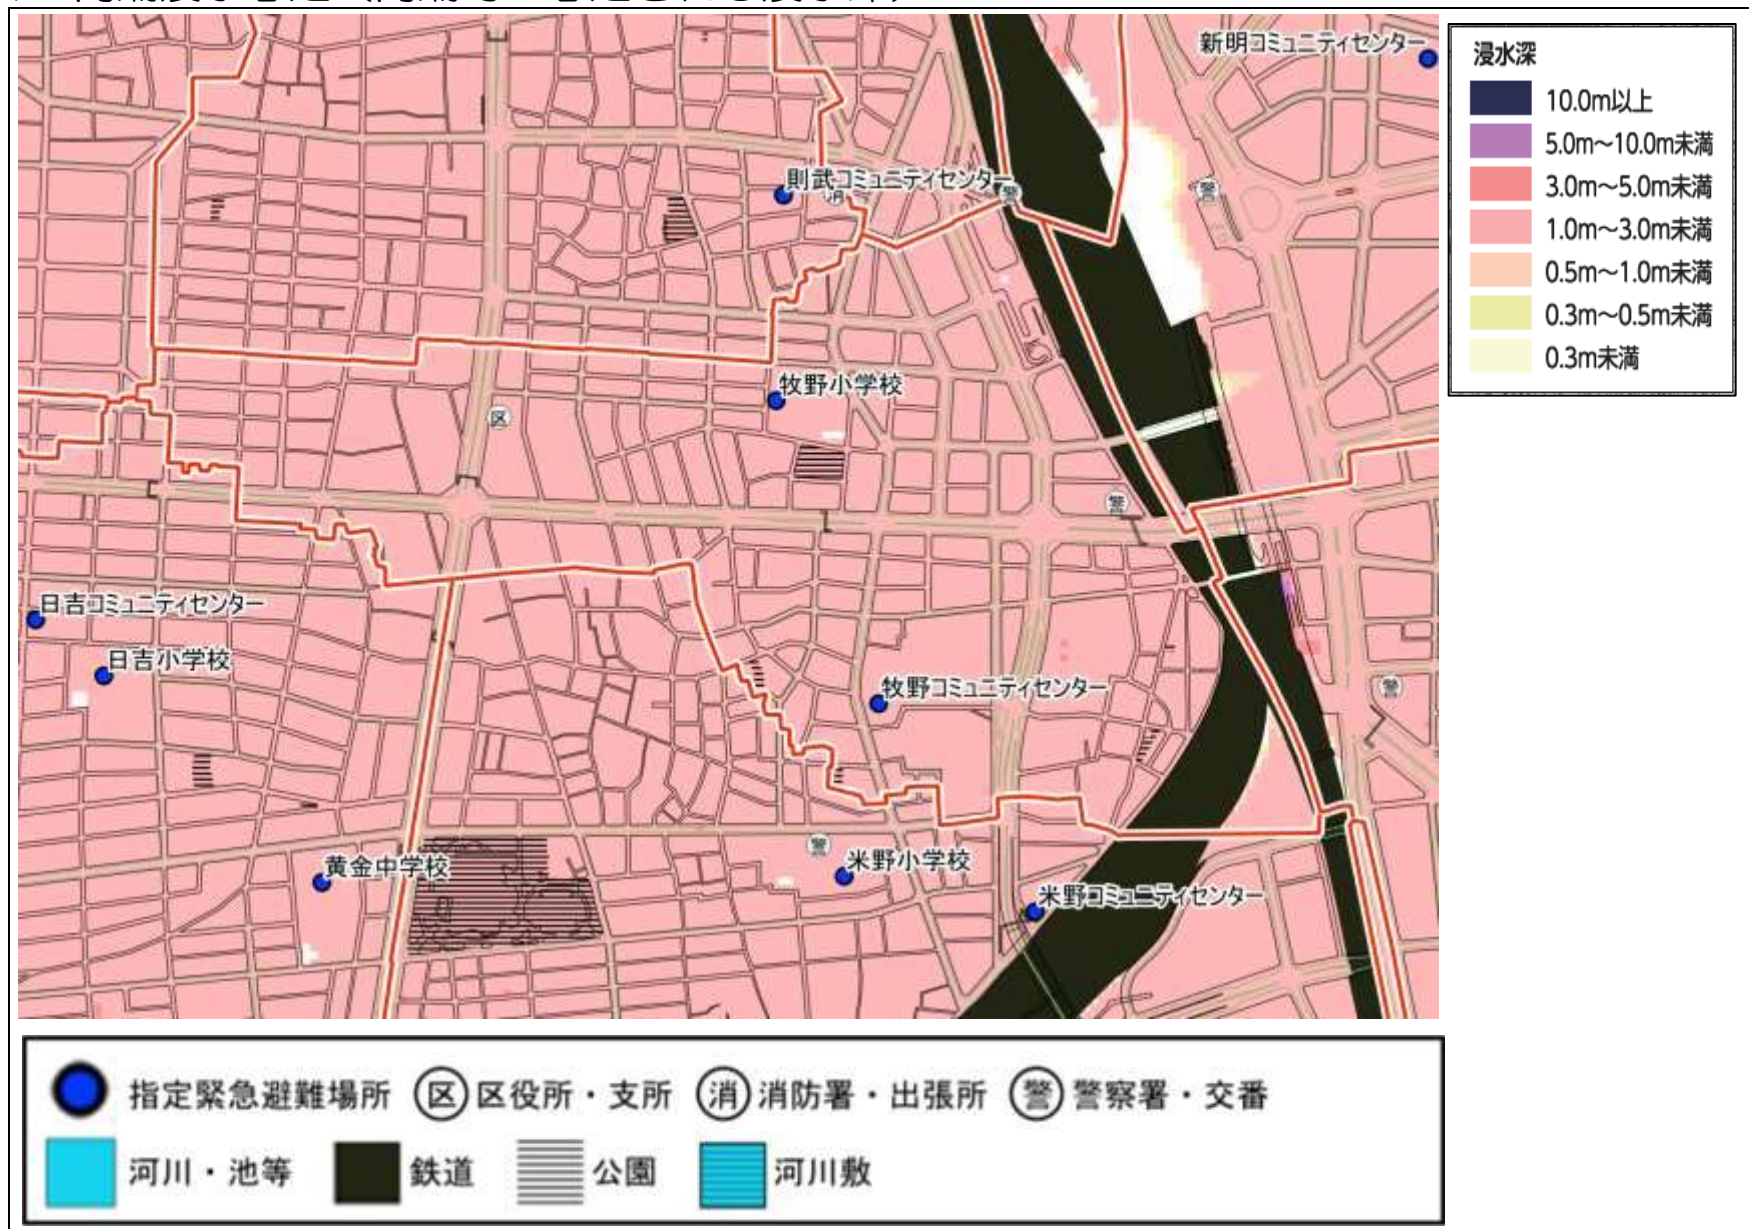 新明コミュニティセンター
警
則武コミュニティセンター
消
警
牧野小学校
区
警
日吉コミュニティセンター
日吉小学校
牧野コミュニティセンター
警
黄金中学校
警
米野小学校
米野コミュニティセンター
浸水深
10.0m以上
5.0m～10.0m未満
3.0m～5.0m未満
1.0m～3.0m未満
0.5m～1.0m未満
0.3m～0.5m未満
0.3m未満
指定緊急避難場所 区 区役所・支所 消 消防署・出張所 警 警察署・交番
河川・池等 鉄道 公園 河川敷